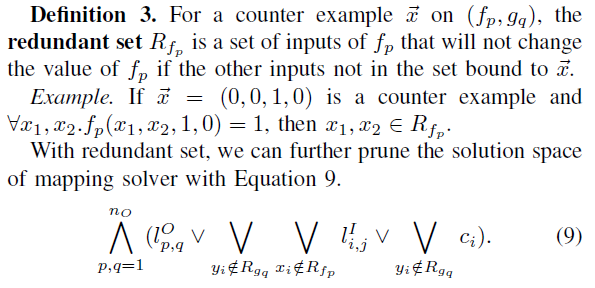 Definition 3. For a counter example $\vec{x}$ on $(f_p, g_q)$, the
redundant set $R_{f_p}$ is a set of inputs of $f_p$ that will not change
the value of $f_p$ if the other inputs not in the set bound to $\vec{x}$.
Example. If $\vec{x}$ = (0, 0, 1, 0) is a counter example and
$\forall x_1, x_2. f_p(x_1, x_2, 1, 0) = 1$, then $x_1, x_2 \in R_{f_p}$.
With redundant set, we can further prune the solution space
of mapping solver with Equation 9.
$\bigwedge_{p,q=1}^{n_O} (l_{p,q}^O \vee \bigvee_{y_i \notin R_{g_q}} \bigvee_{x_i \notin R_{f_p}} l_{i,j}^I \vee \bigvee_{y_i \notin R_{g_q}} c_i).$ (9)